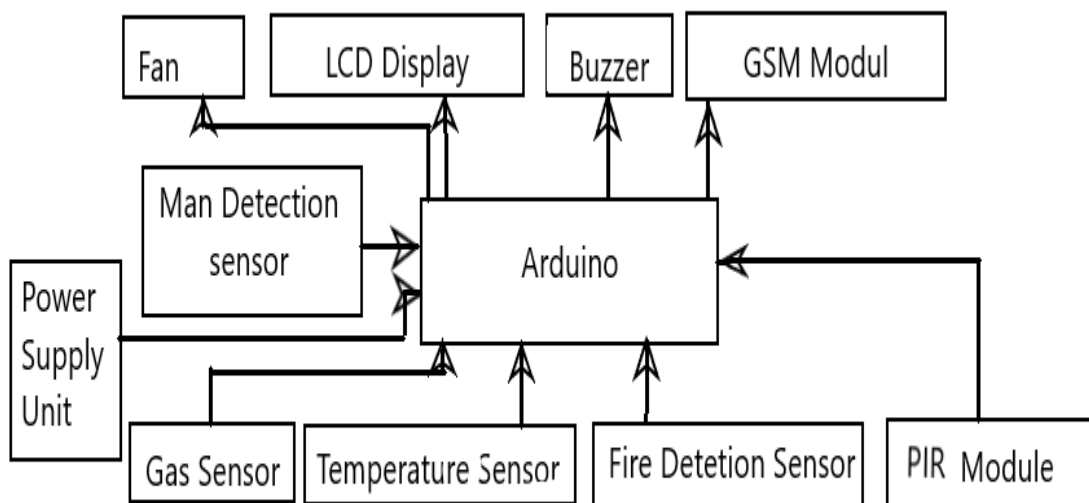 Fan
LCD Display
Buzzer
GSM Modul
Man Detection
sensor
Arduino
Power
Supply
Unit
Gas Sensor
Temperature Sensor
Fire Detetion Sensor
PIR Module